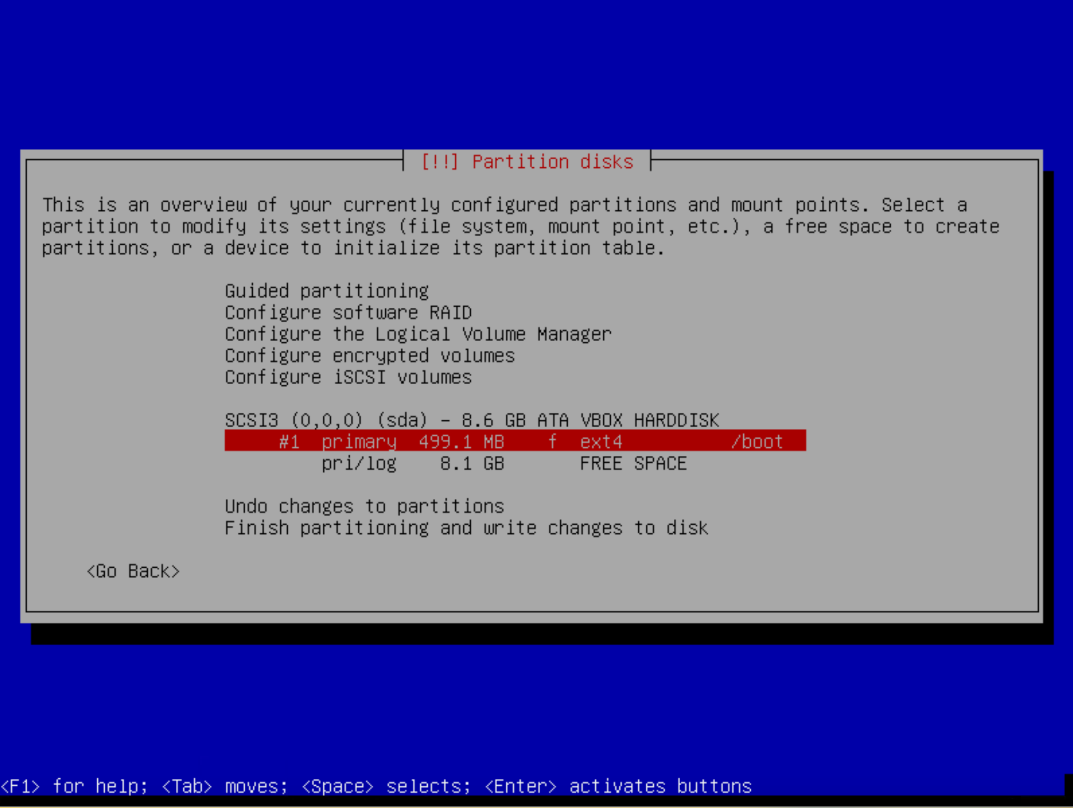 [!!] Partition disks
This is an overview of your currently configured partitions and mount points. Select a
partition to modify its settings (file system, mount point, etc.), a free space to create
partitions, or a device to initialize its partition table.
Guided partitioning
Configure software RAID
Configure the Logical Volume Manager
Configure encrypted volumes
Configure iSCSI volumes
SCSI3 (0,0,0) (sda) - 8.6 GB ATA VBOX HARDDISK
#1 primary 499.1 MB f ext4 /boot
pri/log 8.1 GB FREE SPACE
Undo changes to partitions
Finish partitioning and write changes to disk
<Go Back>
<F1> for help; <Tab> moves; <Space> selects; <Enter> activates buttons